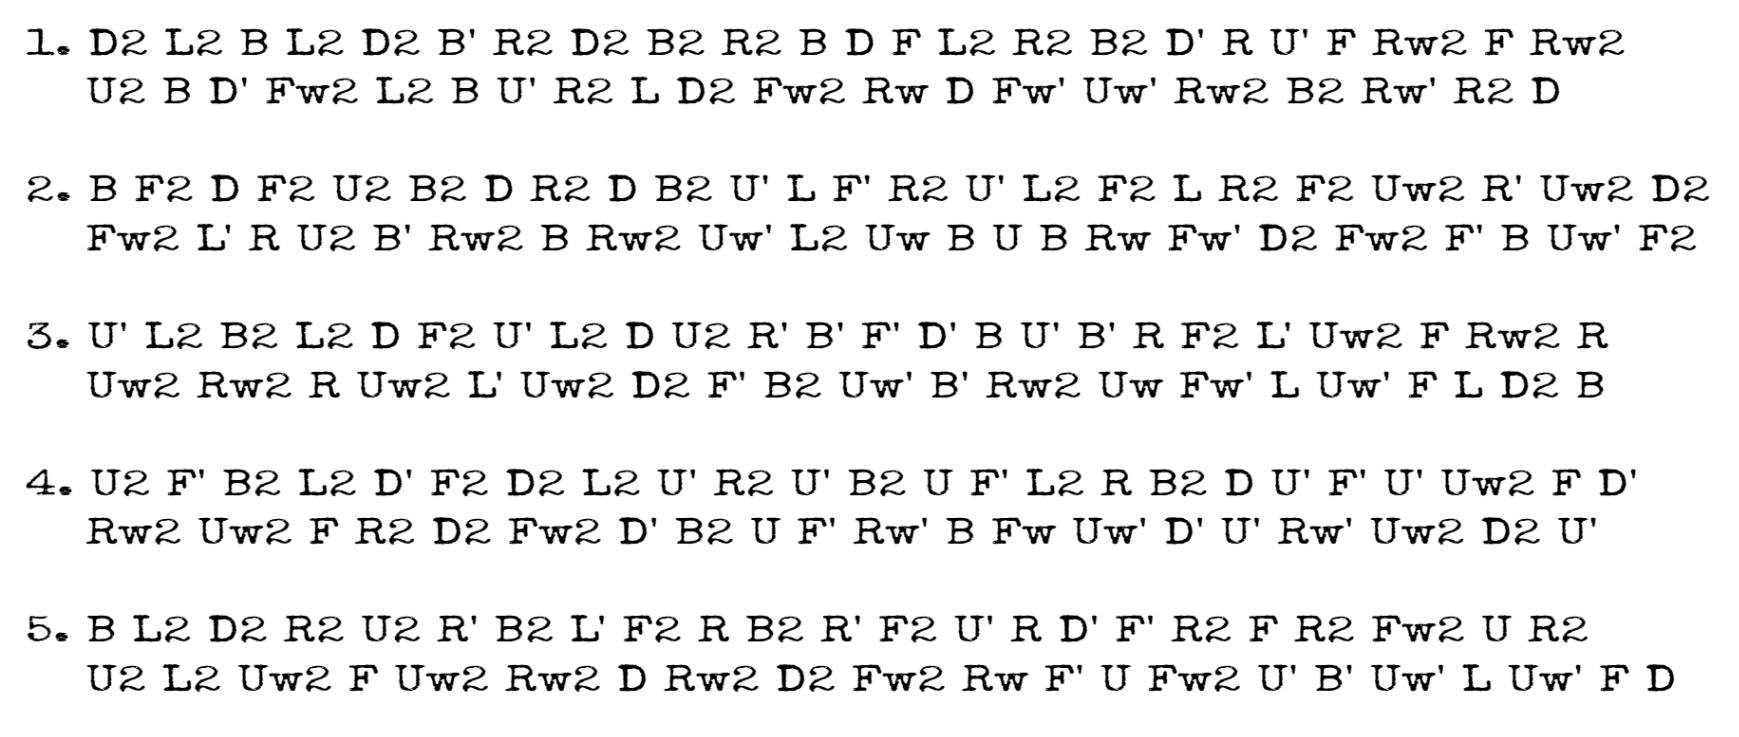 1. D2 L2 B L2 D2 B' R2 D2 B2 R2 B D F L2 R2 B2 D' R U' F Rw2 F Rw2
U2 B D' Fw2 L2 B U' R2 L D2 Fw2 Rw D Fw' Uw' Rw2 B2 Rw' R2 D
2. B F2 D F2 U2 B2 D R2 D B2 U' L F' R2 U' L2 F2 L R2 F2 Uw2 R' Uw2 D2
Fw2 L' R U2 B' Rw2 B Rw2 Uw' L2 Uw B U B Rw Fw' D2 Fw2 F' B Uw' F2
3. U' L2 B2 L2 D F2 U' L2 D U2 R' B' F' D' B U' B' R F2 L' Uw2 F Rw2 R
Uw2 Rw2 R Uw2 L' Uw2 D2 F' B2 Uw' B' Rw2 Uw Fw' L Uw' F L D2 B
4. U2 F' B2 L2 D' F2 D2 L2 U' R2 U' B2 U F' L2 R B2 D U' F' U' Uw2 F D'
Rw2 Uw2 F R2 D2 Fw2 D' B2 U F' Rw' B Fw Uw' D' U' Rw' Uw2 D2 U'
5. B L2 D2 R2 U2 R' B2 L' F2 R B2 R' F2 U' R D' F' R2 F R2 Fw2 U R2
U2 L2 Uw2 F Uw2 Rw2 D Rw2 D2 Fw2 Rw F' U Fw2 U' B' Uw' L Uw' F D